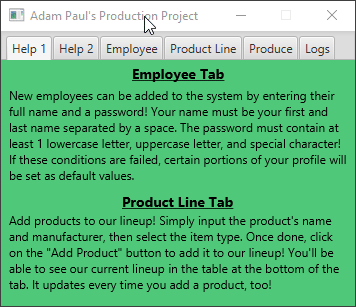 Adam Paul's Production Project
Help 1 Help 2 Employee Product Line Produce Logs
Employee Tab
New employees can be added to the system by entering their
full name and a password! Your name must be your first and
last name separated by a space. The password must contain at
least 1 lowercase letter, uppercase letter, and special character!
If these conditions are failed, certain portions of your profile will
be set as default values.
Product Line Tab
Add products to our lineup! Simply input the product's name
and manufacturer, then select the item type. Once done, click
on the "Add Product" button to add it to our lineup! You'll be
able to see our current lineup in the table at the bottom of the
tab. It updates every time you add a product, too!